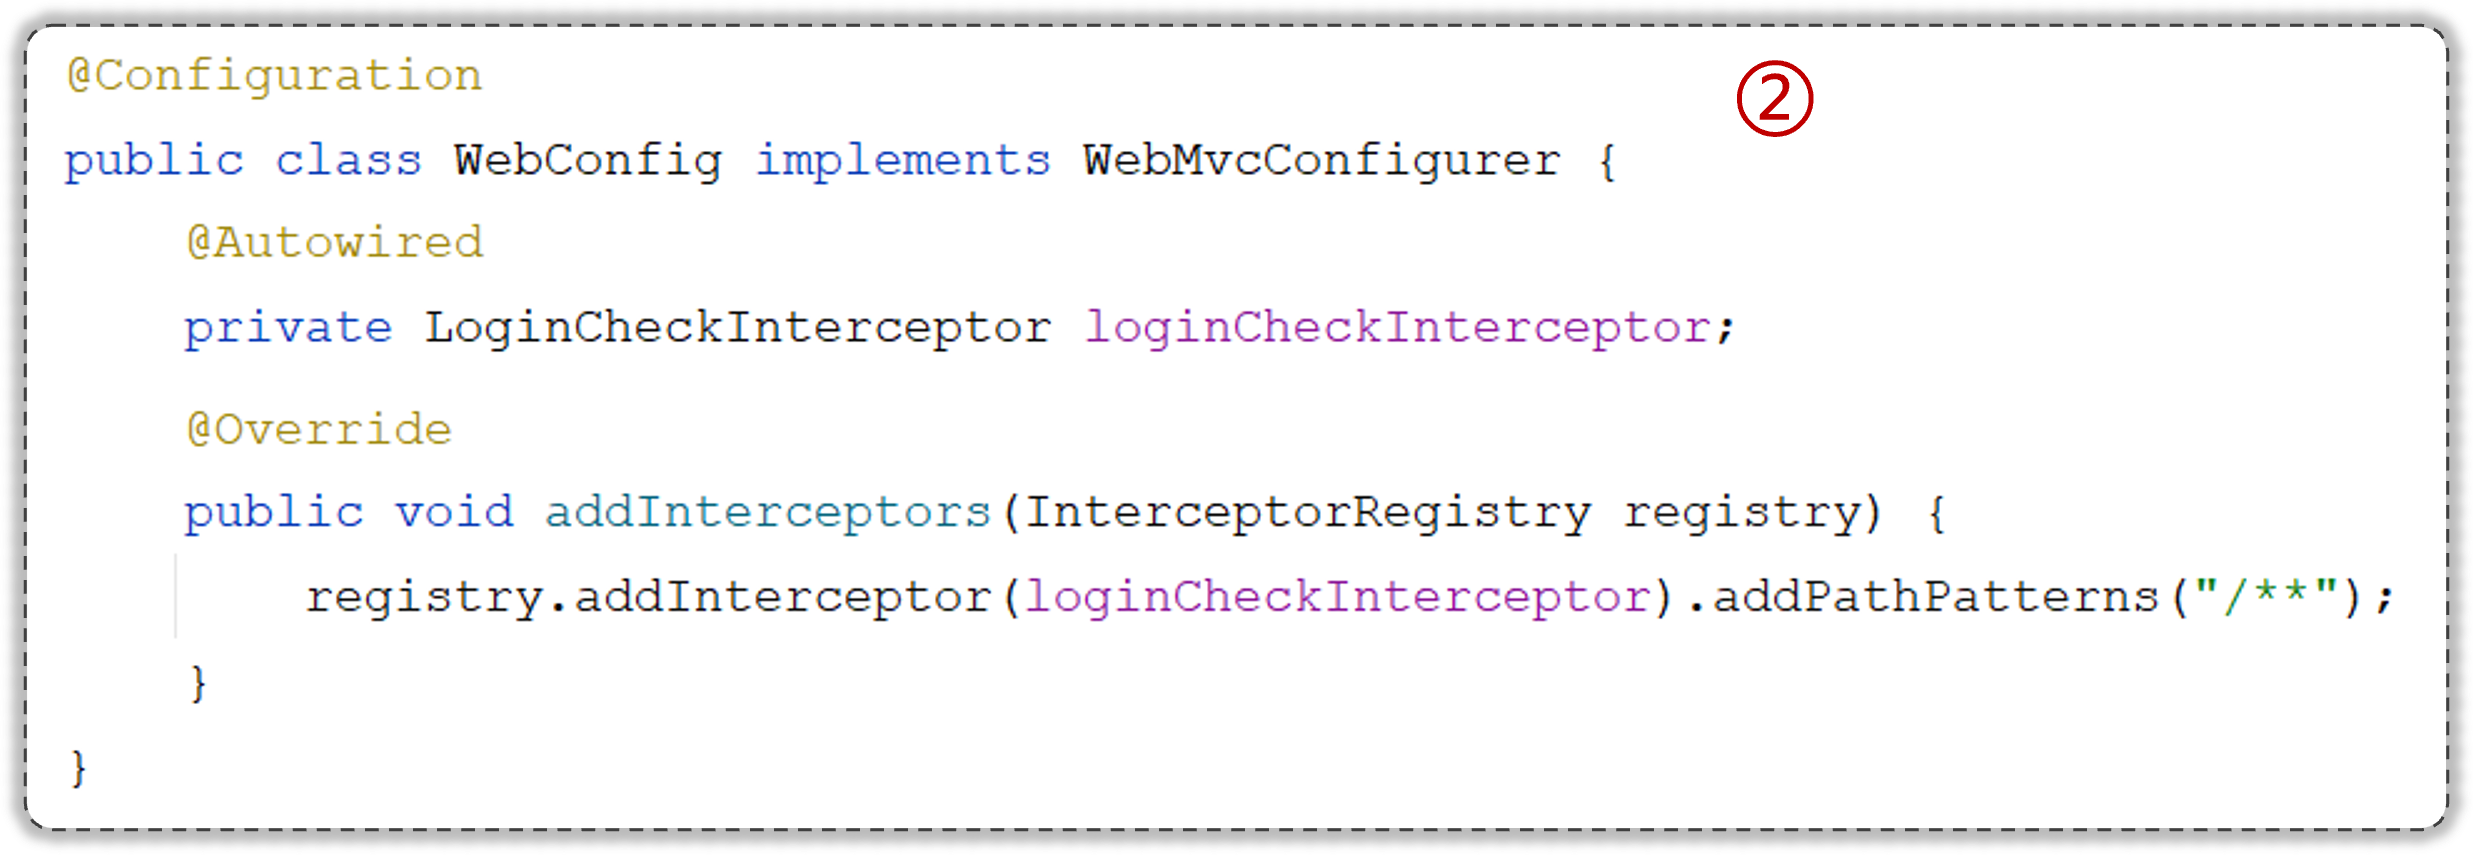 @Configuration
②
public class WebConfig implements WebMvcConfigurer {
    @Autowired
    private LoginCheckInterceptor loginCheckInterceptor;
    @Override
    public void addInterceptors(InterceptorRegistry registry) {
        registry.addInterceptor(loginCheckInterceptor).addPathPatterns("/**");
    }
}